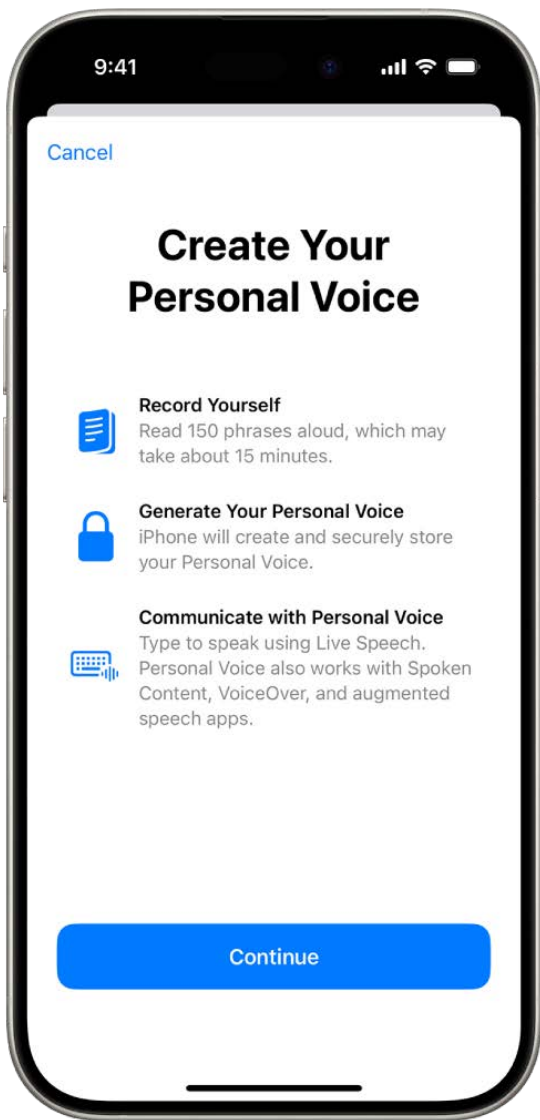 9:41
Cancel
Create Your
Personal Voice
Record Yourself
Read 150 phrases aloud, which may
take about 15 minutes.
Generate Your Personal Voice
iPhone will create and securely store
your Personal Voice.
Communicate with Personal Voice
Type to speak using Live Speech.
Personal Voice also works with Spoken
Content, VoiceOver, and augmented
speech apps.
Continue